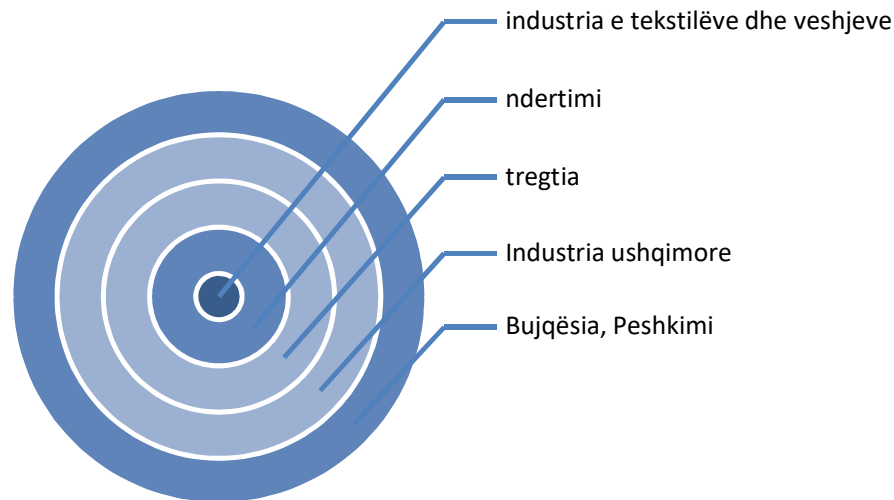 industria e tekstilëve dhe veshjeve
ndertimi
tregtia
Industria ushqimore
Bujqësia, Peshkimi